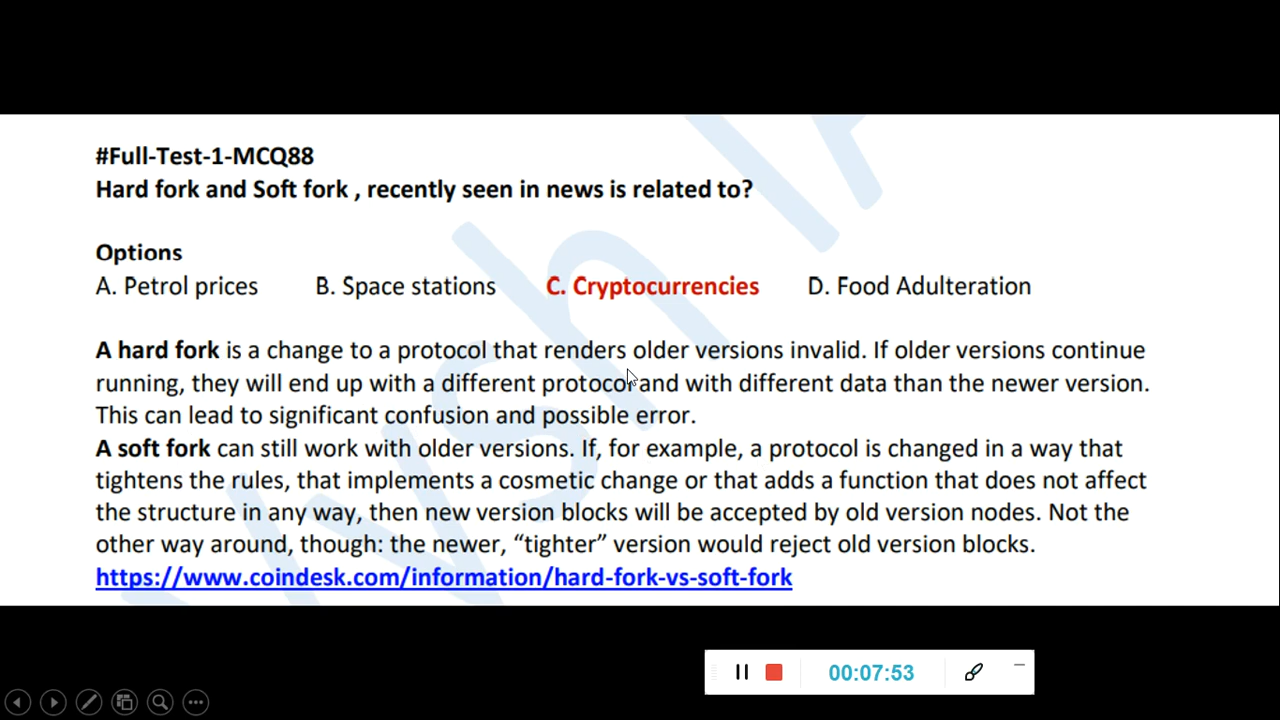 #Full-Test-1-MCQ88
Hard fork and Soft fork , recently seen in news is related to?
Options
A. Petrol prices B. Space stations C. Cryptocurrencies D. Food Adulteration
A hard fork is a change to a protocol that renders older versions invalid. If older versions continue
running, they will end up with a different protocol and with different data than the newer version.
This can lead to significant confusion and possible error.
A soft fork can still work with older versions. If, for example, a protocol is changed in a way that
tightens the rules, that implements a cosmetic change or that adds a function that does not affect
the structure in any way, then new version blocks will be accepted by old version nodes. Not the
other way around, though: the newer, “tighter” version would reject old version blocks.
https://www.coindesk.com/information/hard-fork-vs-soft-fork
00:07:53